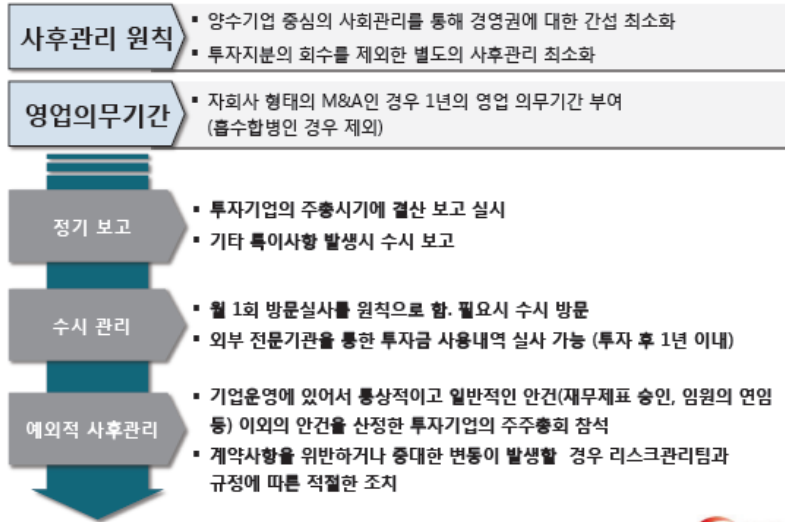 사후관리 원칙
▪ 양수기업 중심의 사회관리를 통해 경영권에 대한 간섭 최소화
▪ 투자지분의 회수를 제외한 별도의 사후관리 최소화
영업의무기간
▪ 자회사 형태의 M&A인 경우 1년의 영업 의무기간 부여
(흡수합병인 경우 제외)
정기 보고
▪ 투자기업의 주총시기에 결산 보고 실시
▪ 기타 특이사항 발생시 수시 보고
수시 관리
▪ 월 1회 방문실사를 원칙으로 함. 필요시 수시 방문
▪ 외부 전문기관을 통한 투자금 사용내역 실사 가능 (투자 후 1년 이내)
예외적 사후관리
▪ 기업운영에 있어서 통상적이고 일반적인 안건(재무제표 승인, 임원의 연임
등) 이외의 안건을 산정한 투자기업의 주주총회 참석
▪ 계약사항을 위반하거나 중대한 변동이 발생할 경우 리스크관리팀과
규정에 따른 적절한 조치